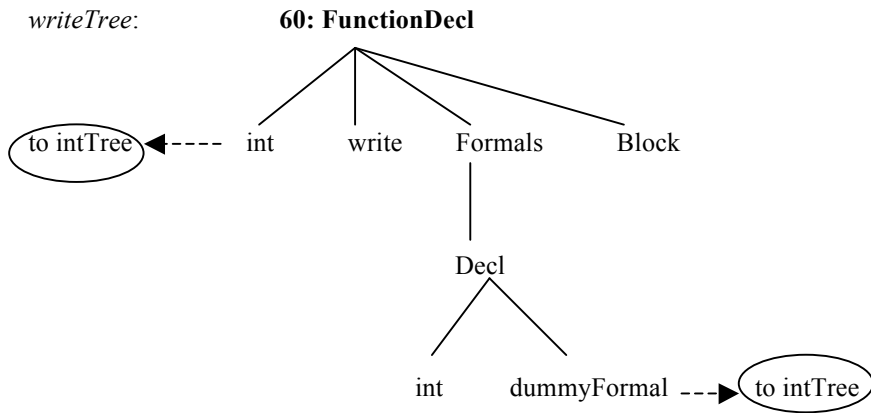 writeTree: 60: FunctionDecl
to intTree int write Formals Block
Decl
int dummyFormal to intTree